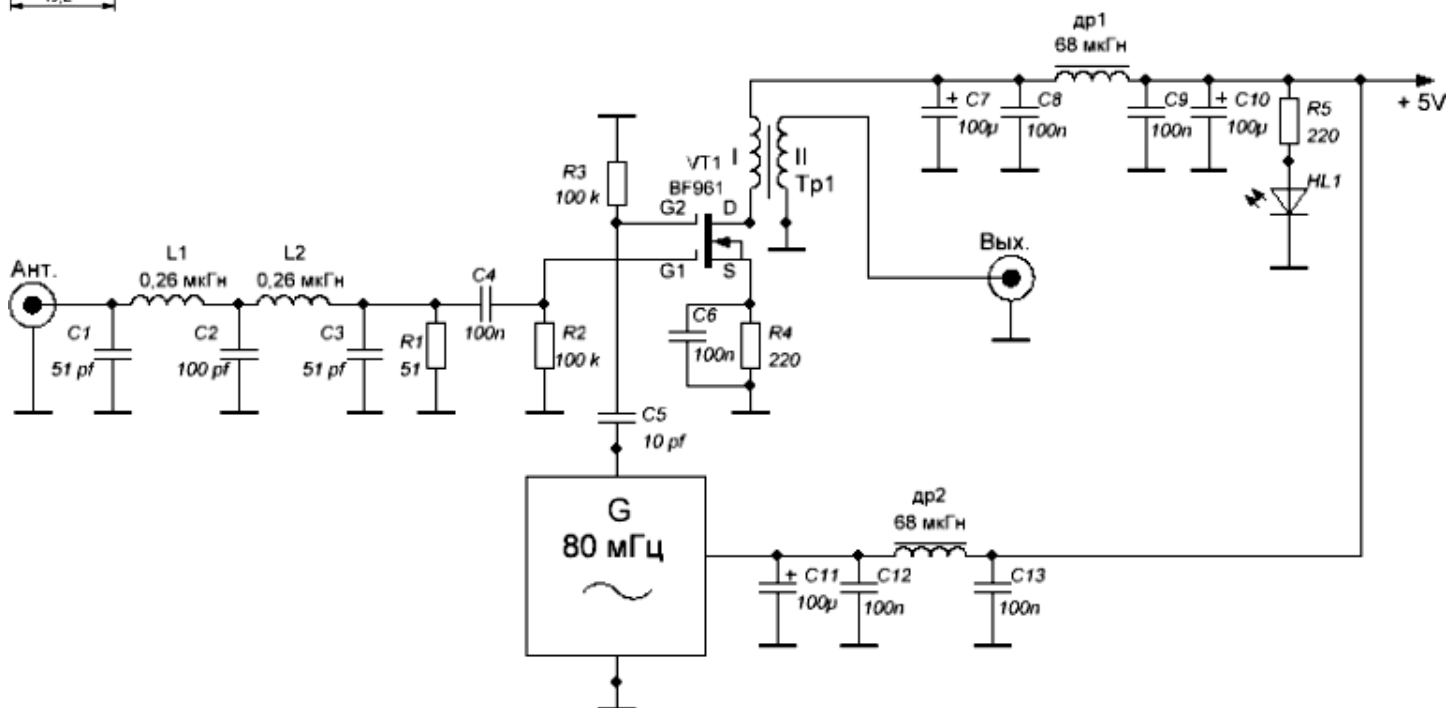 др1
68 мкГн
+ C7
100µ
C8
100n
C9
100n
+ C10
100µ
R5
220
+ 5V
HL1
R3
100 k
VT1
BF961
I
II
Тр1
G2
D
G1
S
Вых.
Ант.
L1
0,26 мкГн
L2
0,26 мкГн
C4
100n
C1
51 pf
C2
100 pf
C3
51 pf
R1
51
R2
100 k
C6
100n
R4
220
C5
10 pf
G
80 мГц
др2
68 мкГн
+ C11
100µ
C12
100n
C13
100n